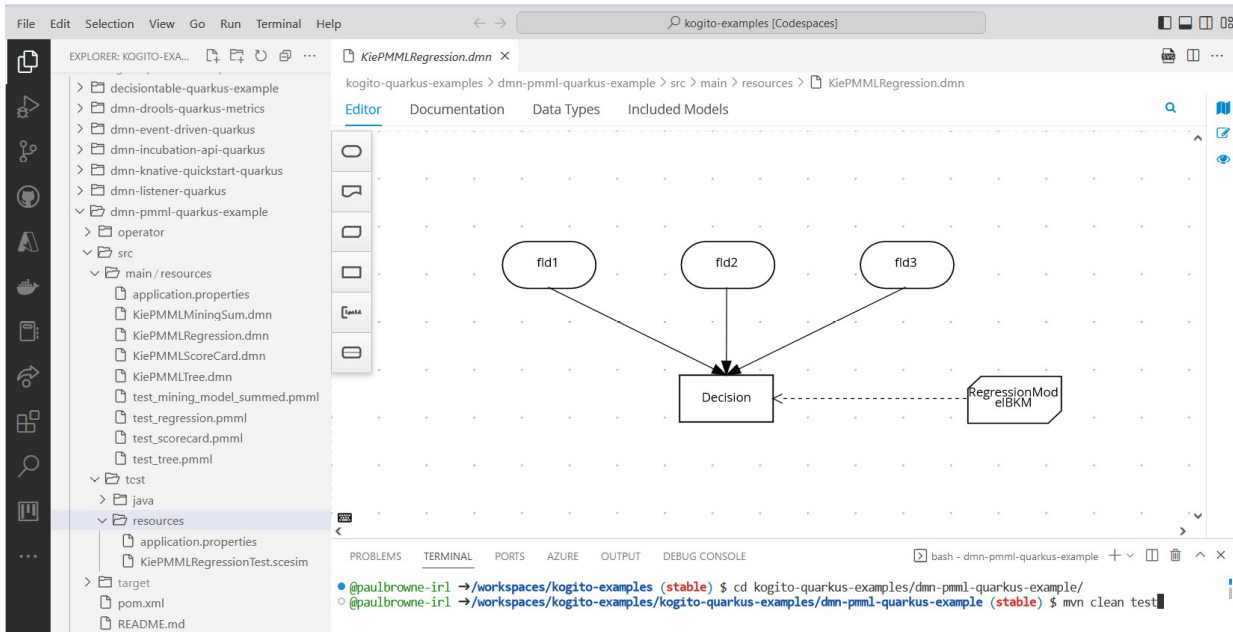 File Edit Selection View Go Run Terminal Help
kogito-examples [Codespaces]
EXPLORER: KOGITO-EXA...
decisiontable-quarkus-example
dmn-drools-quarkus-metrics
dmn-event-driven-quarkus
dmn-incubation-api-quarkus
dmn-knative-quickstart-quarkus
dmn-listener-quarkus
dmn-pmml-quarkus-example
operator
src
main / resources
application.properties
KiePMMLMiningSum.dmn
KiePMMLRegression.dmn
KiePMMLScoreCard.dmn
KiePMMLTree.dmn
test_mining_model_summed.pmml
test_regression.pmml
test_scorecard.pmml
test_tree.pmml
test
java
resources
application.properties
KiePMMLRegressionTest.scesim
target
pom.xml
README.md
KiePMMLRegression.dmn
kogito-quarkus-examples > dmn-pmml-quarkus-example > src > main > resources > KiePMMLRegression.dmn
Editor Documentation Data Types Included Models
fld1 fld2 fld3
Decision
RegressionMod
elBKM
PROBLEMS TERMINAL PORTS AZURE OUTPUT DEBUG CONSOLE
bash - dmn-pmml-quarkus-example
@paulbrowne-irl →/workspaces/kogito-examples (stable) $ cd kogito-quarkus-examples/dmn-pmml-quarkus-example/
@paulbrowne-irl →/workspaces/kogito-examples/kogito-quarkus-examples/dmn-pmml-quarkus-example (stable) $ mvn clean test